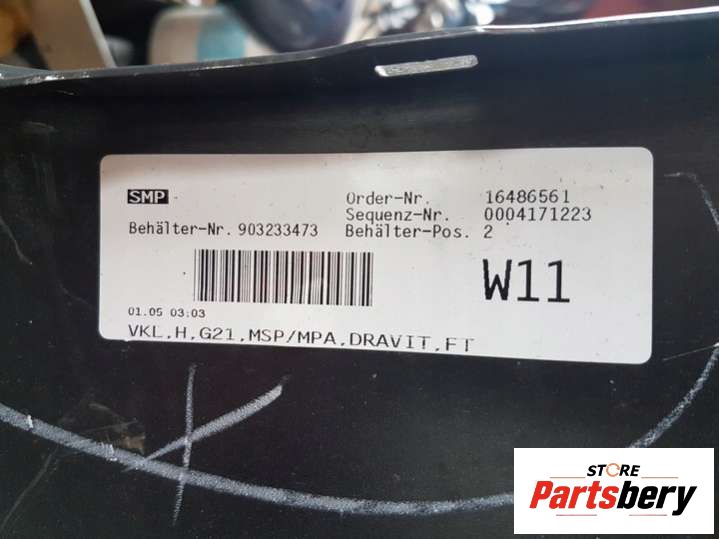 SMP
Order-Nr. 16486561
Sequenz-Nr. 0004171223
Behälter-Nr. 903233473 Behälter-Pos. 2
W11
01.05 03:03
VKL,H,G21,MSP/MPA,DRAVIT,FT
STORE
Partsbery